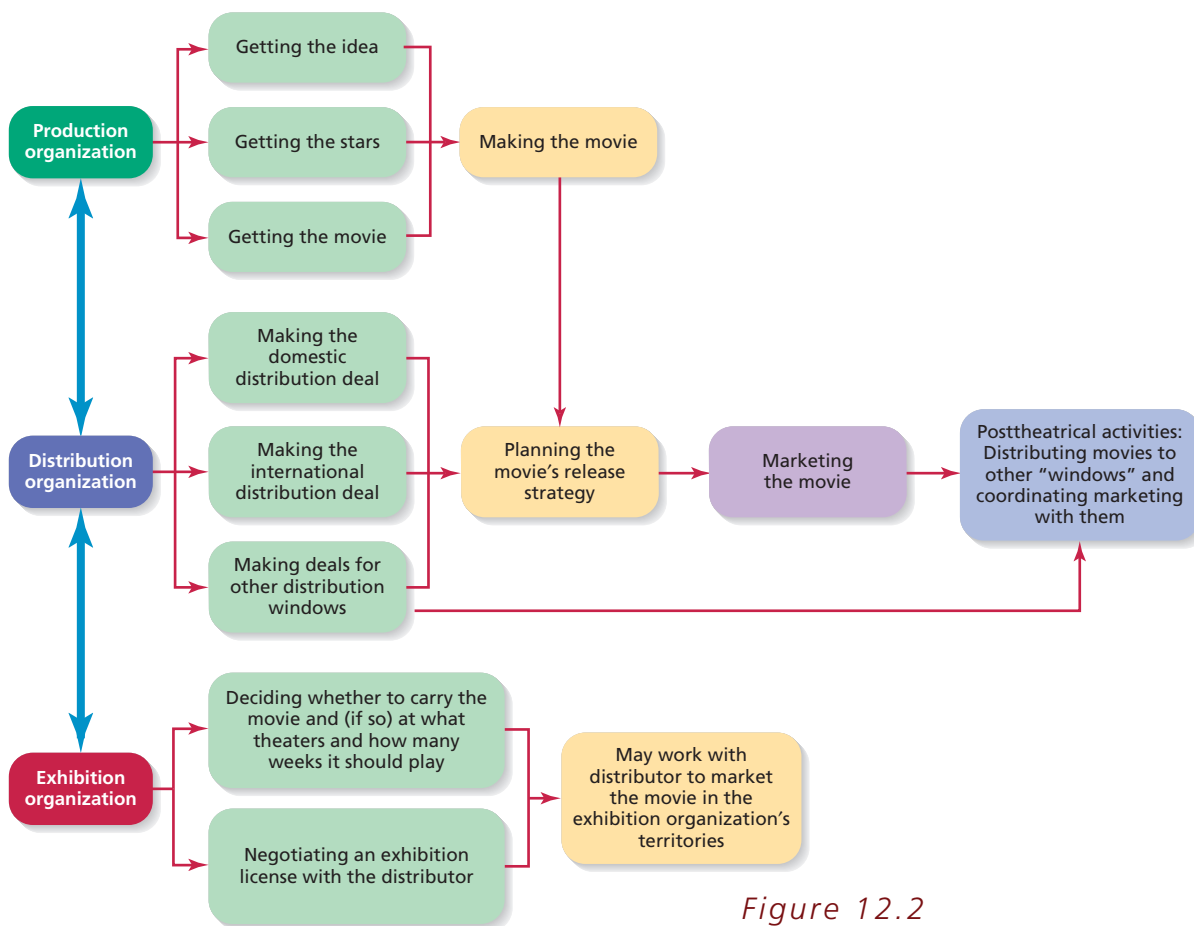 Production
organization
Getting the idea
Getting the stars
Getting the movie
Making the movie
Distribution
organization
Making the
domestic
distribution deal
Making the
international
distribution deal
Making deals for
other distribution
windows
Planning the
movie’s release
strategy
Marketing
the movie
Posttheatrical activities:
Distributing movies to
other “windows” and
coordinating marketing
with them
Exhibition
organization
Deciding whether to carry the
movie and (if so) at what
theaters and how many
weeks it should play
Negotiating an exhibition
license with the distributor
May work with
distributor to market
the movie in the
exhibition organization’s
territories
Figure 12.2